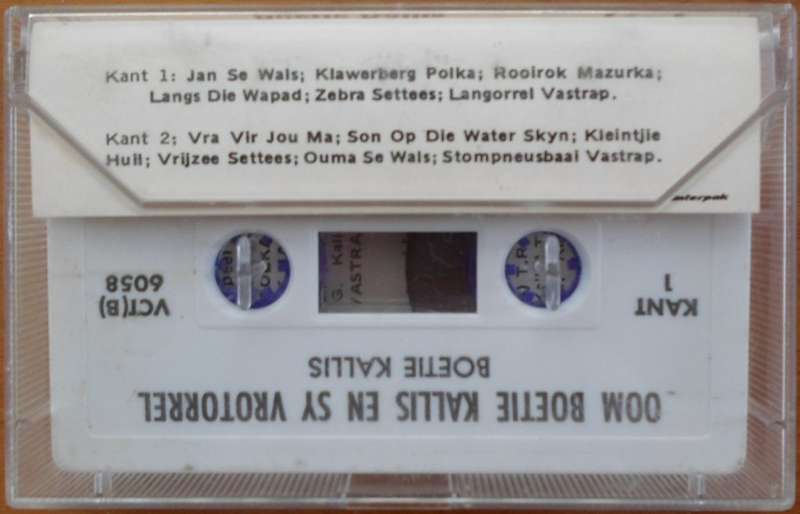 Kant 1: Jan Se Wals; Klawerberg Polka; Rooirok Mazurka;
Langs Die Wapad; Zebra Settees; Langorrel Vastrap.
Kant 2; Vra Vir Jou Ma; Son Op Die Water Skyn; Kleintjie
Huil; Vrijzee Settees; Ouma Se Wals; Stompneusbaai Vastrap.
interpak
OOM BOETIE KALLIS EN SY VROTORREL
BOETIE KALLIS
KANT
1
VCT(B)
6058
G. Kall
VASTRA